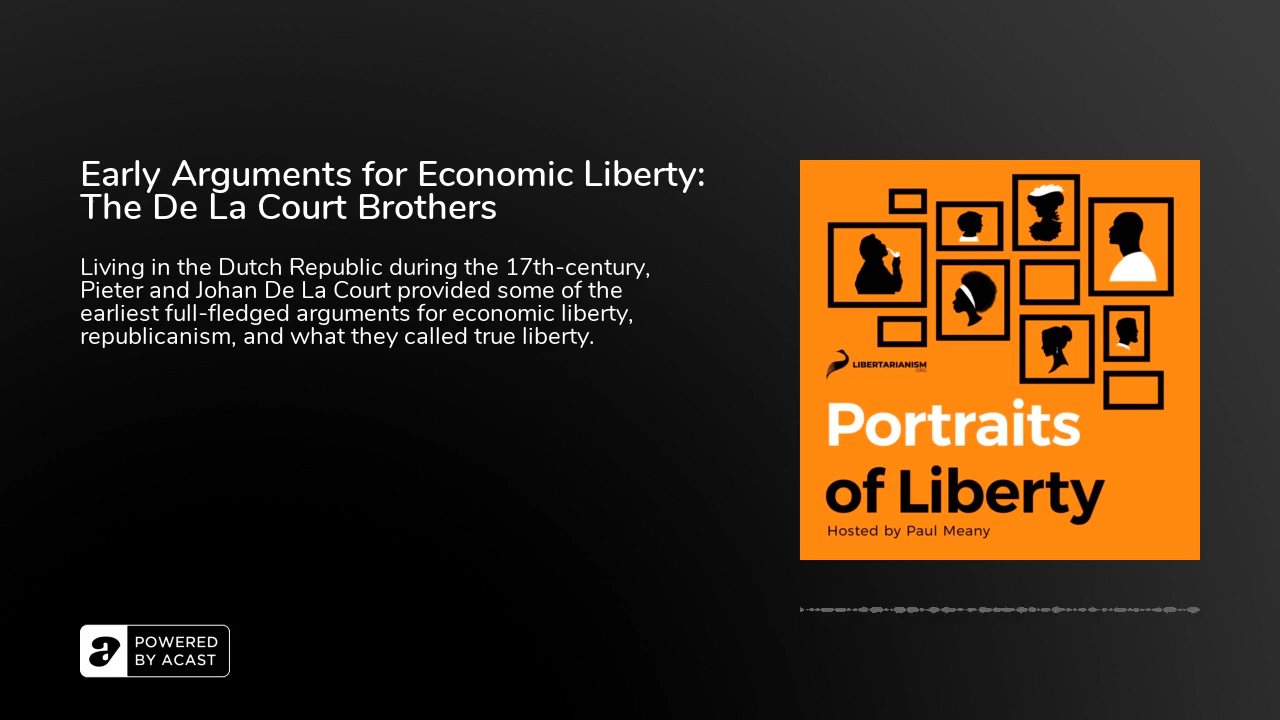 Early Arguments for Economic Liberty:
The De La Court Brothers
Living in the Dutch Republic during the 17th-century,
Pieter and Johan De La Court provided some of the
earliest full-fledged arguments for economic liberty,
republicanism, and what they called true liberty.
LIBERTARIANISM
.ORG
Portraits
of Liberty
Hosted by Paul Meany
POWERED
BY ACAST